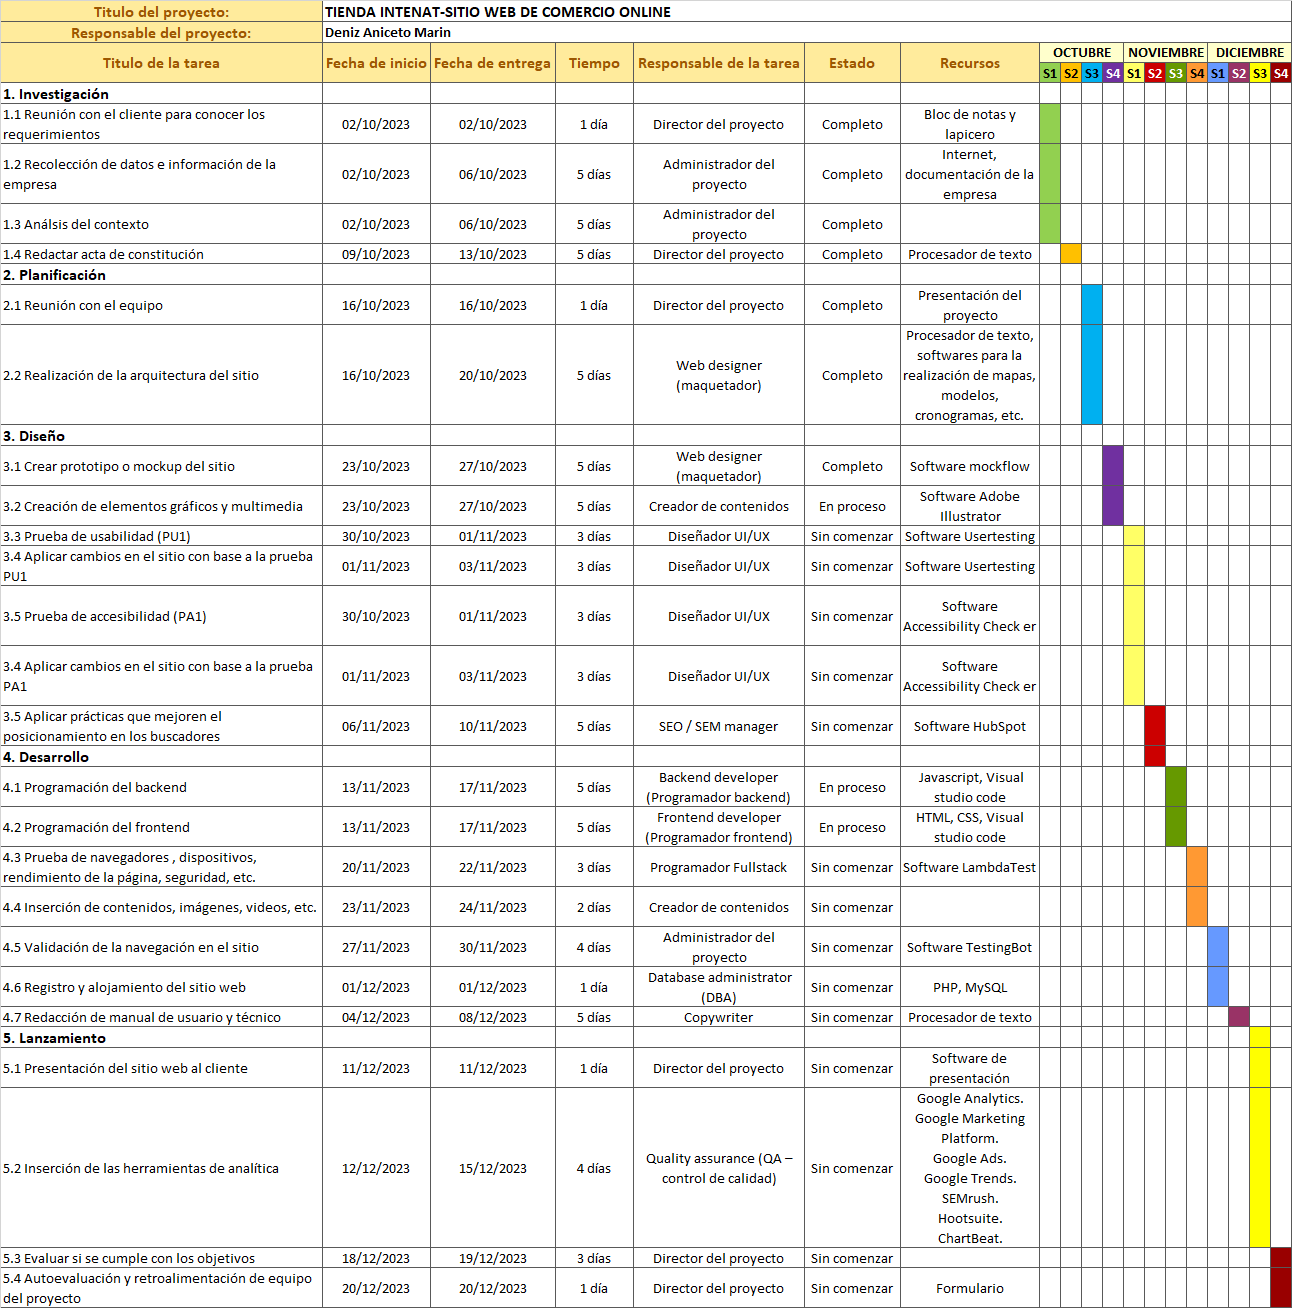 Titulo del proyecto: TIENDA INTENAT-SITIO WEB DE COMERCIO ONLINE
Responsable del proyecto: Deniz Aniceto Marin
Titulo de la tarea Fecha de inicio Fecha de entrega Tiempo Responsable de la tarea Estado Recursos OCTUBRE NOVIEMBRE DICIEMBRE
S1 S2 S3 S4 S1 S2 S3 S4 S1 S2 S3 S4
1. Investigación
1.1 Reunión con el cliente para conocer los
requerimientos
02/10/2023 02/10/2023 1 día Director del proyecto Completo
Bloc de notas y
lapicero
1.2 Recolección de datos e información de la
empresa
02/10/2023 06/10/2023 5 días
Administrador del
proyecto
Completo
Internet,
documentación de la
empresa
1.3 Análsis del contexto 02/10/2023 06/10/2023 5 días
Administrador del
proyecto
Completo
1.4 Redactar acta de constitución 09/10/2023 13/10/2023 5 días Director del proyecto Completo Procesador de texto
2. Planificación
2.1 Reunión con el equipo 16/10/2023 16/10/2023 1 día Director del proyecto Completo
Presentación del
proyecto
2.2 Realización de la arquitectura del sitio 16/10/2023 20/10/2023 5 días
Web designer
(maquetador)
Completo
Procesador de texto,
softwares para la
realización de mapas,
modelos,
cronogramas, etc.
3. Diseño
3.1 Crear prototipo o mockup del sitio 23/10/2023 27/10/2023 5 días
Web designer
(maquetador)
Completo Software mockflow
3.2 Creación de elementos gráficos y multimedia 23/10/2023 27/10/2023 5 días Creador de contenidos En proceso
Software Adobe
Illustrator
3.3 Prueba de usabilidad (PU1) 30/10/2023 01/11/2023 3 días Diseñador UI/UX Sin comenzar Software Usertesting
3.4 Aplicar cambios en el sitio con base a la prueba
PU1
01/11/2023 03/11/2023 3 días Diseñador UI/UX Sin comenzar Software Usertesting
3.5 Prueba de accesibilidad (PA1) 30/10/2023 01/11/2023 3 días Diseñador UI/UX Sin comenzar
Software
Accessibility Check er
3.4 Aplicar cambios en el sitio con base a la prueba
PA1
01/11/2023 03/11/2023 3 días Diseñador UI/UX Sin comenzar
Software
Accessibility Check er
3.5 Aplicar prácticas que mejoren el
posicionamiento en los buscadores
06/11/2023 10/11/2023 5 días SEO / SEM manager Sin comenzar Software HubSpot
4. Desarrollo
4.1 Programación del backend 13/11/2023 17/11/2023 5 días
Backend developer
(Programador backend)
En proceso
Javascript, Visual
studio code
4.2 Programación del frontend 13/11/2023 17/11/2023 5 días
Frontend developer
(Programador frontend)
En proceso
HTML, CSS, Visual
studio code
4.3 Prueba de navegadores , dispositivos,
rendimiento de la página, seguridad, etc.
20/11/2023 22/11/2023 3 días Programador Fullstack Sin comenzar Software LambdaTest
4.4 Inserción de contenidos, imágenes, videos, etc. 23/11/2023 24/11/2023 2 días Creador de contenidos Sin comenzar
4.5 Validación de la navegación en el sitio 27/11/2023 30/11/2023 4 días
Administrador del
proyecto
Sin comenzar Software TestingBot
4.6 Registro y alojamiento del sitio web 01/12/2023 01/12/2023 1 día
Database administrator
(DBA)
Sin comenzar PHP, MySQL
4.7 Redacción de manual de usuario y técnico 04/12/2023 08/12/2023 5 días Copywriter Sin comenzar Procesador de texto
5. Lanzamiento
5.1 Presentación del sitio web al cliente 11/12/2023 11/12/2023 1 día Director del proyecto Sin comenzar
Software de
presentación
5.2 Inserción de las herramientas de analítica 12/12/2023 15/12/2023 4 días
Quality assurance (QA –
control de calidad)
Sin comenzar
Google Analytics.
Google Marketing
Platform.
Google Ads.
Google Trends.
SEMrush.
Hootsuite.
ChartBeat.
5.3 Evaluar si se cumple con los objetivos 18/12/2023 19/12/2023 3 días Director del proyecto Sin comenzar
5.4 Autoevaluación y retroalimentación de equipo
del proyecto
20/12/2023 20/12/2023 1 día Director del proyecto Sin comenzar Formulario